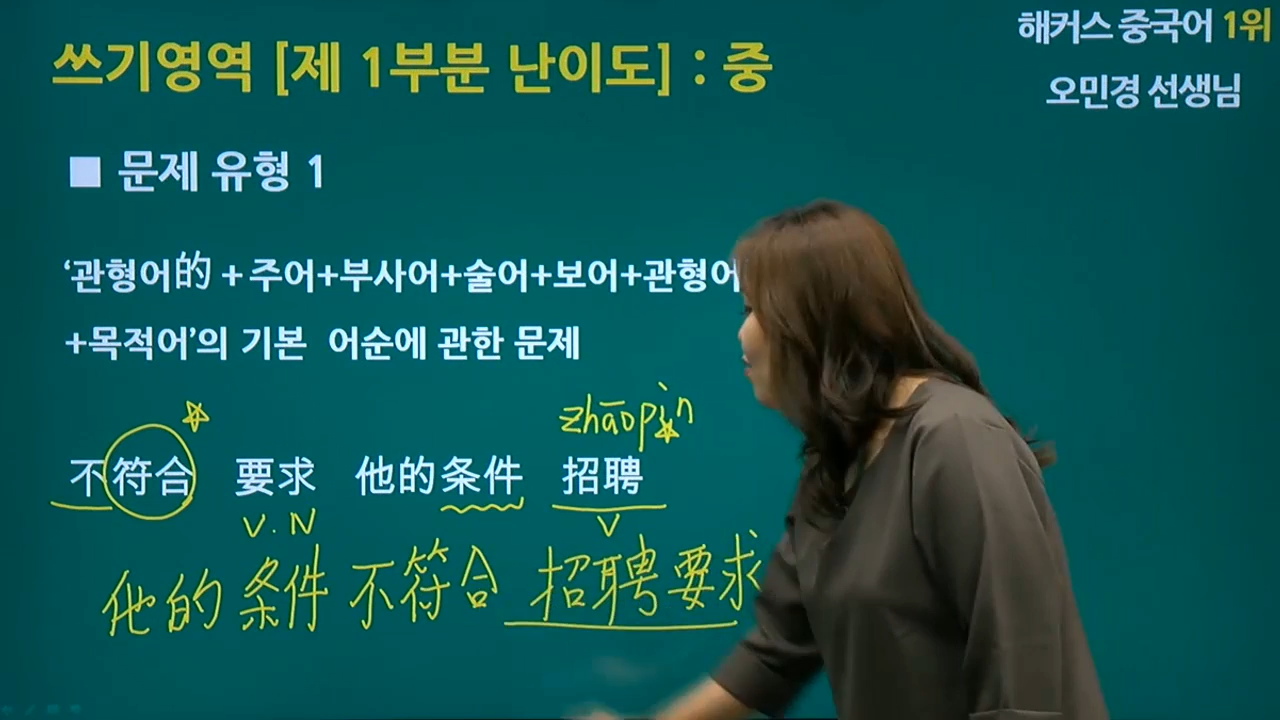 해커스 중국어 1위
쓰기영역 [제 1부분 난이도] : 중
오민경 선생님
■ 문제 유형 1
‘관형어的 + 주어+부사어+술어+보어+관형어
+목적어’의 기본 어순에 관한 문제
zhāopìn
不符合 要求 他的条件 招聘
V.N V
他的条件不符合招聘要求